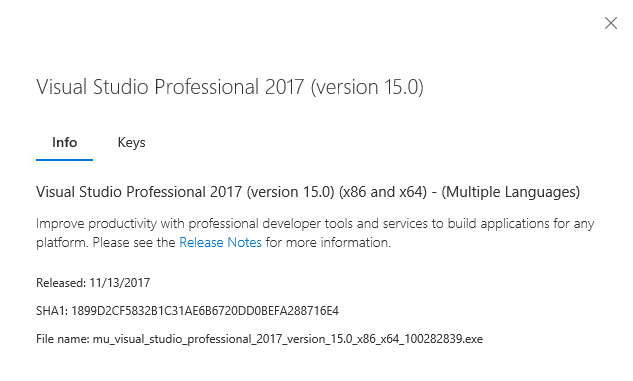 Visual Studio Professional 2017 (version 15.0)
Info Keys
Visual Studio Professional 2017 (version 15.0) (x86 and x64) - (Multiple Languages)
Improve productivity with professional developer tools and services to build applications for any
platform. Please see the Release Notes for more information.
Released: 11/13/2017
SHA1: 1899D2CF5832B1C31AE6B6720DD0BEFA288716E4
File name: mu_visual_studio_professional_2017_version_15.0_x86_x64_100282839.exe